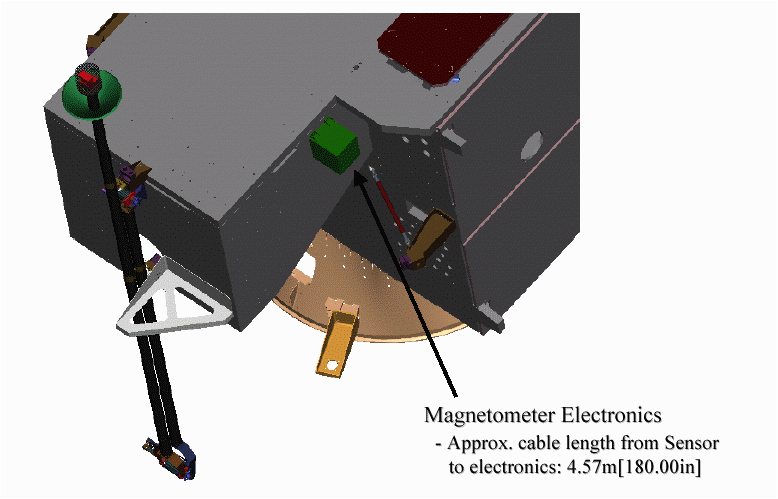 Magnetometer Electronics
- Approx. cable length from Sensor
to electronics: 4.57m[180.00in]